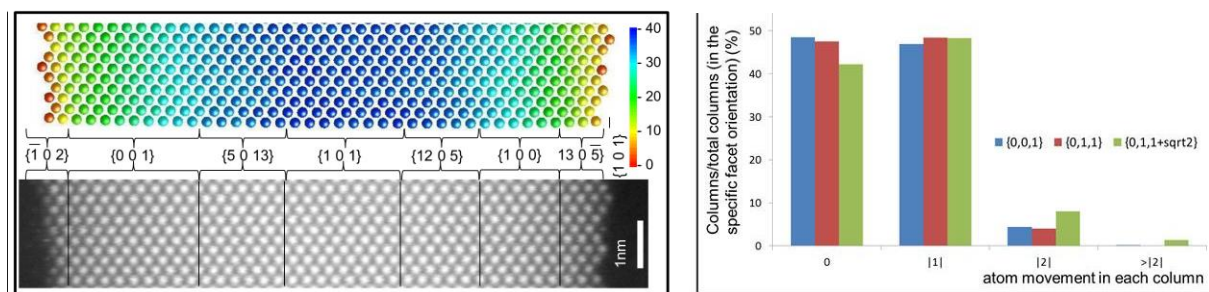 40
30
20
10
0
{1̅ 0 2} {0 0 1} {5 0 13} {1 0 1} {12 0 5} {1 0 0} {13 0 5̅} {1 0 1̅}
1nm
Columns/total columns (in the
specific facet orientation) (%)
50
40
30
20
10
0
{0,0,1} {0,1,1} {0,1,1+sqrt2}
0 |1| |2| >|2|
atom movement in each column